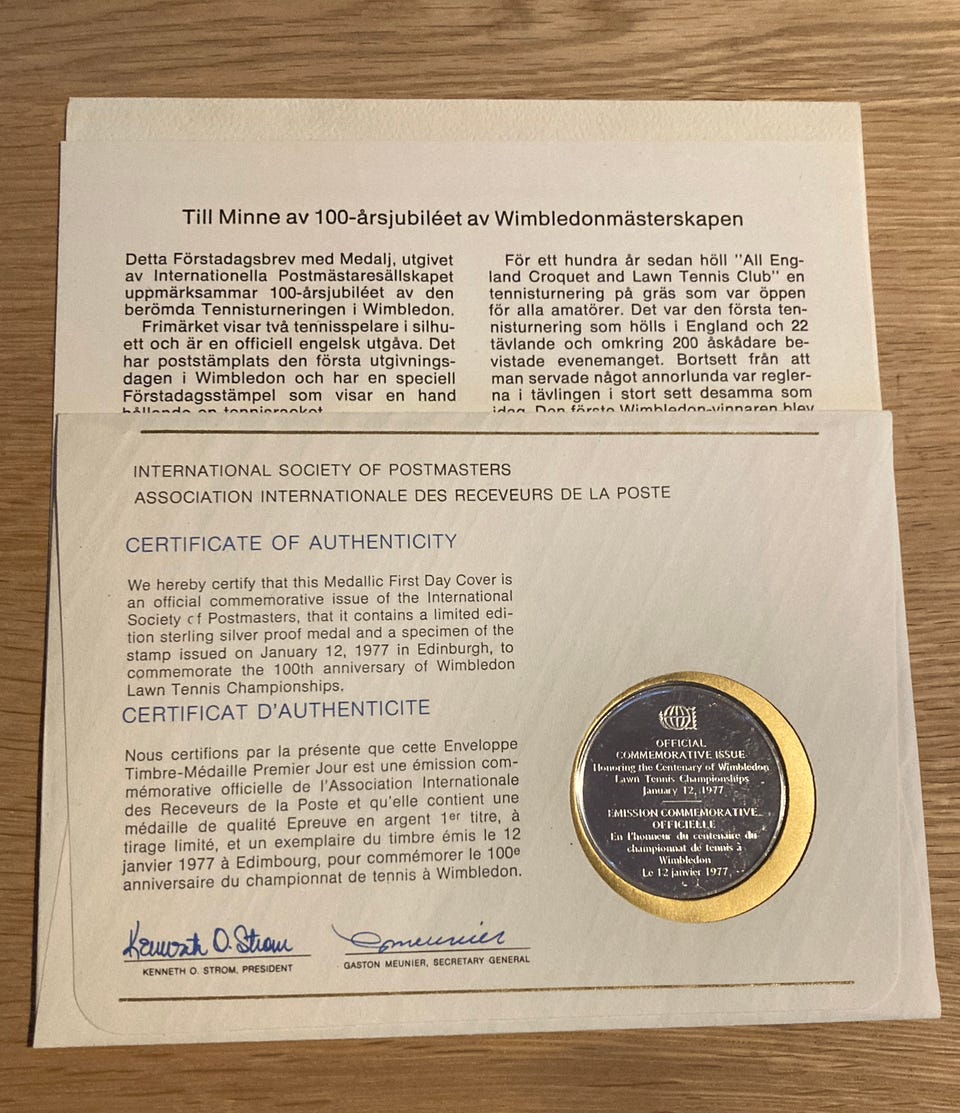 Till Minne av 100-årsjubiléet av Wimbledonmästerskapen
Detta Förstadagsbrev med Medalj, utgivet
av Internationella Postmästaresällskapet
uppmärksammar 100-årsjubiléet av den
berömda Tennisturneringen i Wimbledon.
Frimärket visar två tennisspelare i silhu-
ett och är en officiell engelsk utgåva. Det
har poststämplats den första utgivnings-
dagen i Wimbledon och har en speciell
Förstadagsstämpel som visar en hand
hållande en tennisracket.
För ett hundra år sedan höll "All Eng-
land Croquet and Lawn Tennis Club" en
tennisturnering på gräs som var öppen
för alla amatörer. Det var den första ten-
nisturnering som hölls i England och 22
tävlande och omkring 200 åskådare be-
vistade evenemanget. Bortsett från att
man servade något annorlunda var regler-
na i tävlingen i stort sett desamma som
idag. Den förste Wimbledon-vinnaren blev
INTERNATIONAL SOCIETY OF POSTMASTERS
ASSOCIATION INTERNATIONALE DES RECEVEURS DE LA POSTE
CERTIFICATE OF AUTHENTICITY
We hereby certify that this Medallic First Day Cover is
an official commemorative issue of the International
Society of Postmasters, that it contains a limited edi-
tion sterling silver proof medal and a specimen of the
stamp issued on January 12, 1977 in Edinburgh, to
commemorate the 100th anniversary of Wimbledon
Lawn Tennis Championships.
CERTIFICAT D'AUTHENTICITE
Nous certifions par la présente que cette Enveloppe
Timbre-Médaille Premier Jour est une émission com-
mémorative officielle de l'Association Internationale
des Receveurs de la Poste et qu'elle contient une
médaille de qualité Epreuve en argent 1er titre, à
tirage limité, et un exemplaire du timbre émis le 12
janvier 1977 à Edimbourg, pour commémorer le 100e
anniversaire du championnat de tennis à Wimbledon.
Kenneth O. Strom
KENNETH O. STROM, PRESIDENT
G Meunier
GASTON MEUNIER, SECRETARY GENERAL
OFFICIAL
COMMEMORATIVE ISSUE
Honoring the Centenary of Wimbledon
Lawn Tennis Championships
January 12, 1977
EMISSION COMMEMORATIVE
OFFICIELLE
En l'honneur du centenaire du
championnat de tennis à
Wimbledon
Le 12 janvier 1977